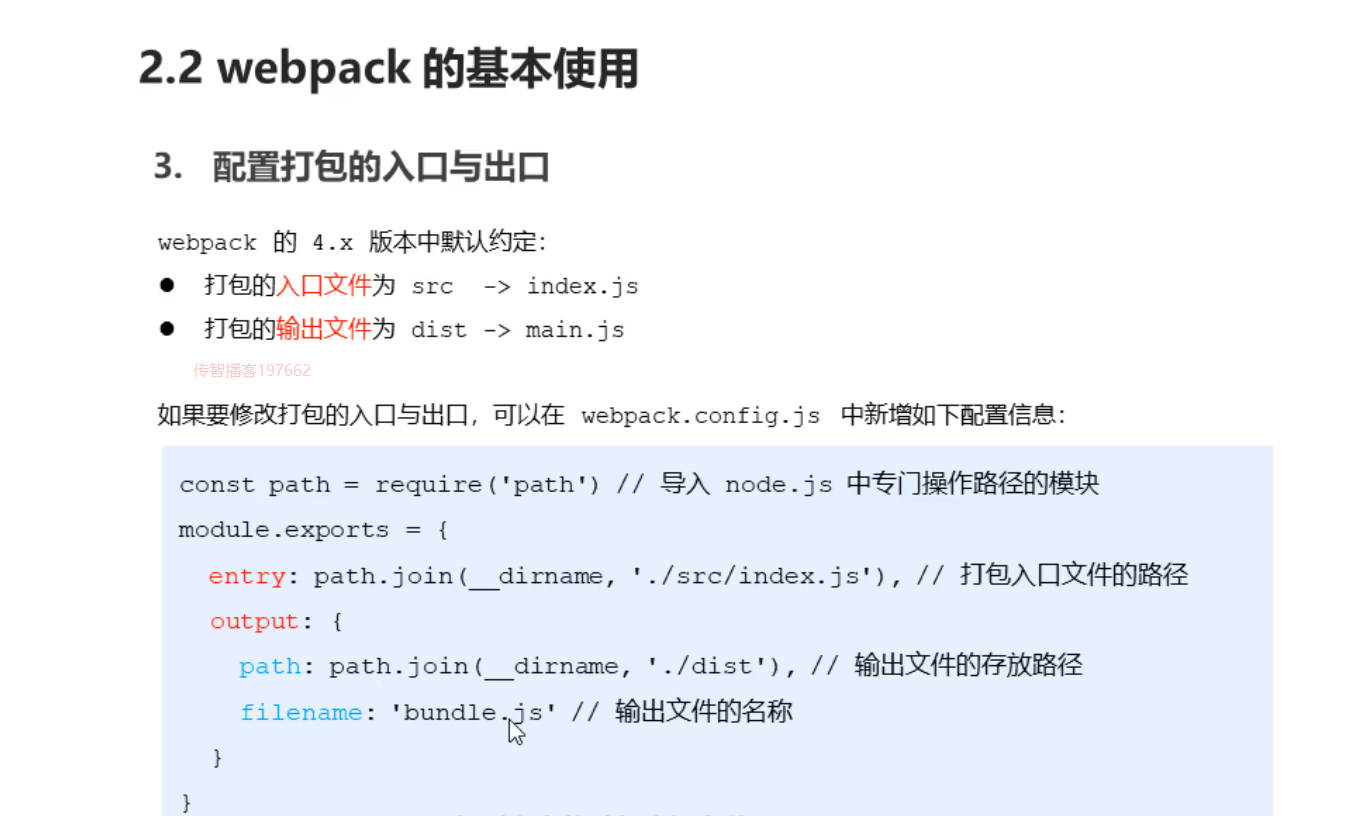 2.2 webpack 的基本使用
3. 配置打包的入口与出口
webpack 的 4.x 版本中默认约定：
● 打包的入口文件为 src -> index.js
● 打包的输出文件为 dist -> main.js
传智播客197662
如果要修改打包的入口与出口，可以在 webpack.config.js 中新增如下配置信息：
const path = require('path') // 导入 node.js 中专门操作路径的模块
module.exports = {
entry: path.join(__dirname, './src/index.js'), // 打包入口文件的路径
output: {
path: path.join(__dirname, './dist'), // 输出文件的存放路径
filename: 'bundle.js' // 输出文件的名称
}
}